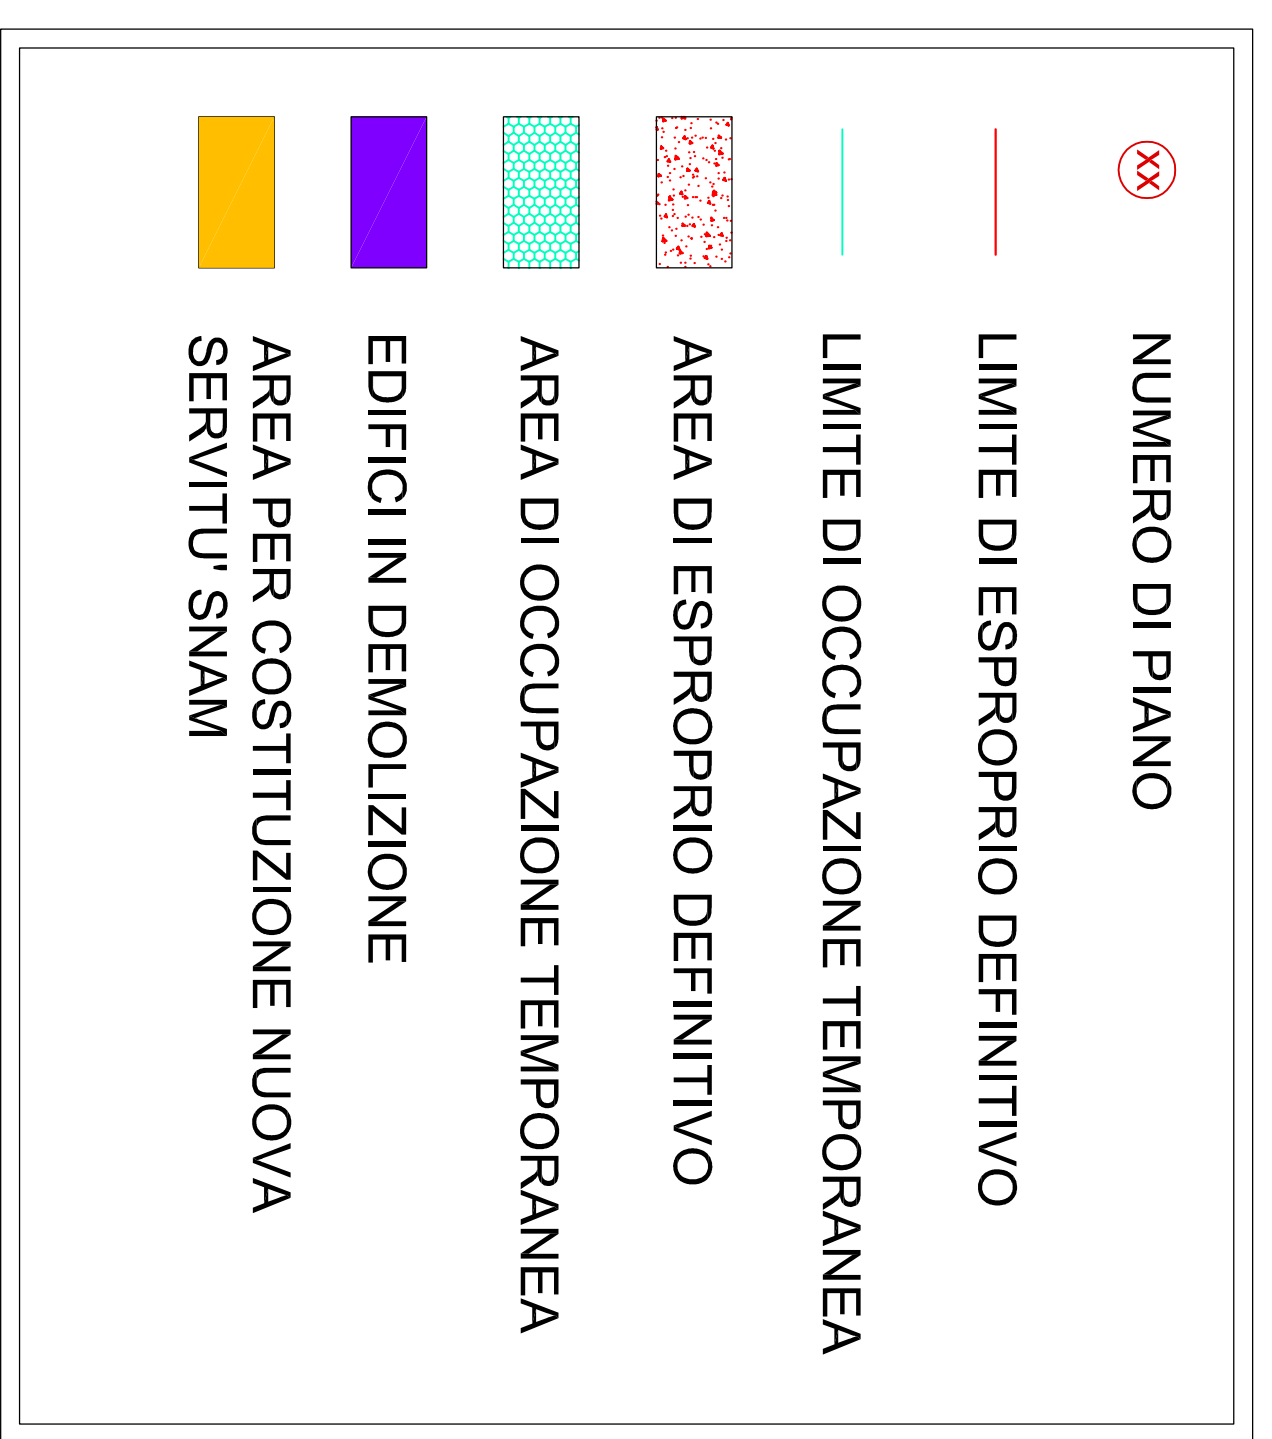 XX
NUMERO DI PIANO
LIMITE DI ESPROPRIO DEFINITIVO
LIMITE DI OCCUPAZIONE TEMPORANEA
AREA DI ESPROPRIO DEFINITIVO
AREA DI OCCUPAZIONE TEMPORANEA
EDIFICI IN DEMOLIZIONE
AREA PER COSTITUZIONE NUOVA
SERVITU' SNAM